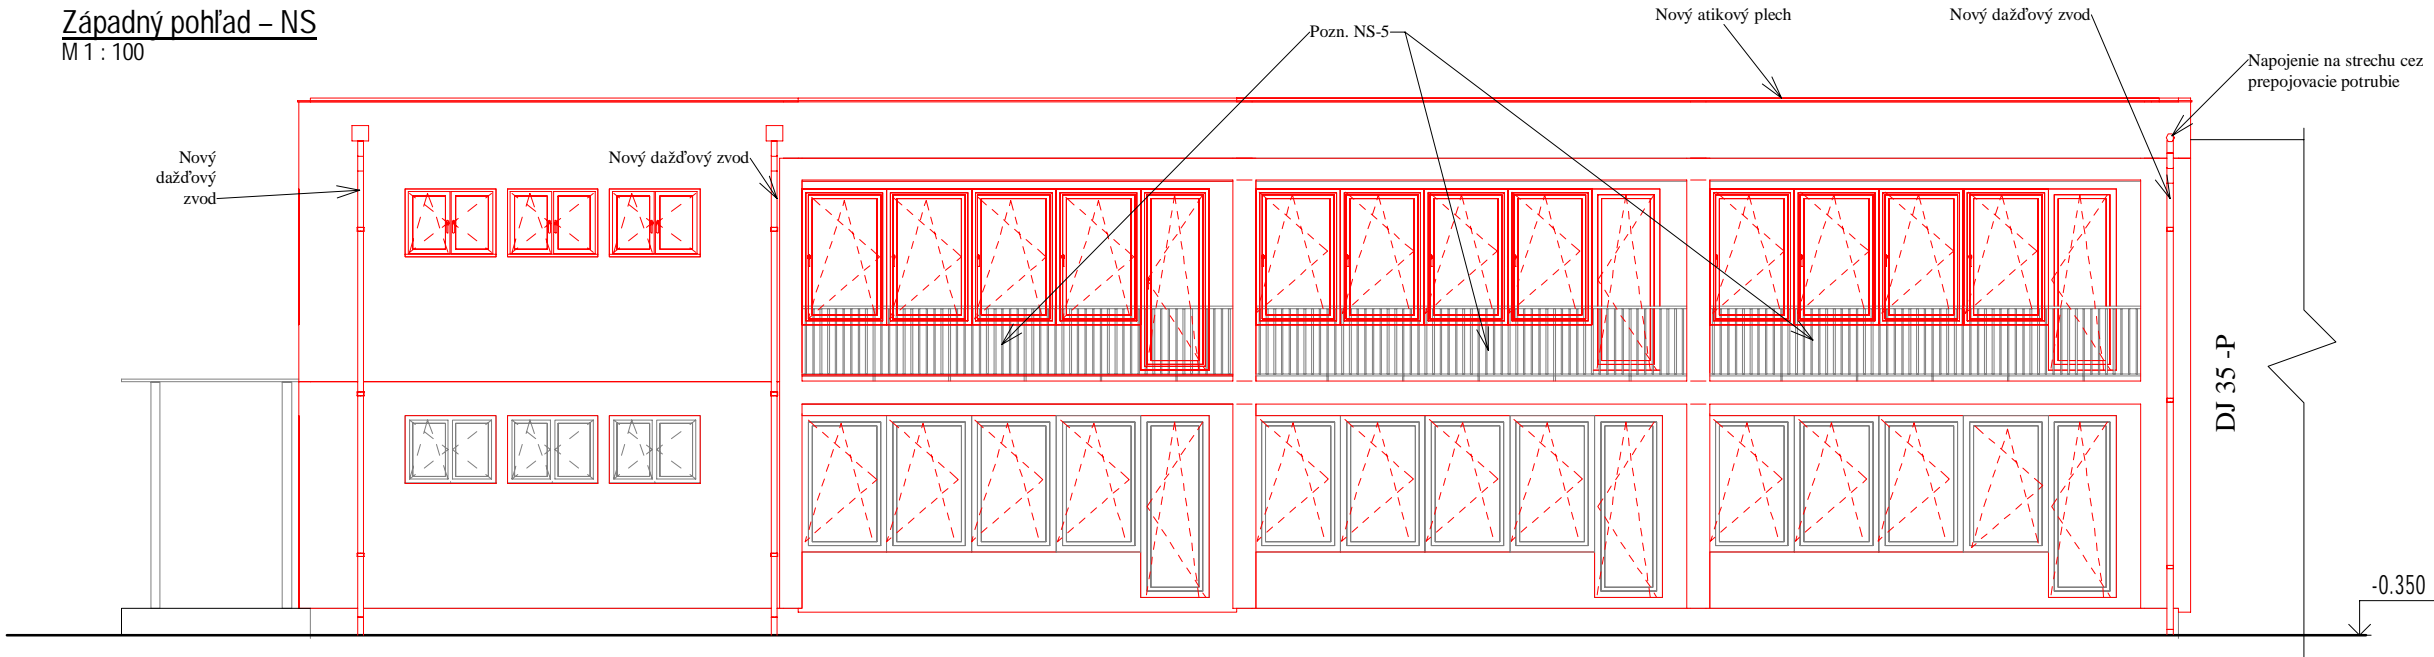 Západný pohľad – NS
M 1 : 100
Pozn. NS-5
Nový atikový plech
Nový dažďový zvod
Napojenie na strechu cez
prepojovacie potrubie
Nový
dažďový
zvod
Nový dažďový zvod
DJ 35 -P
-0.350